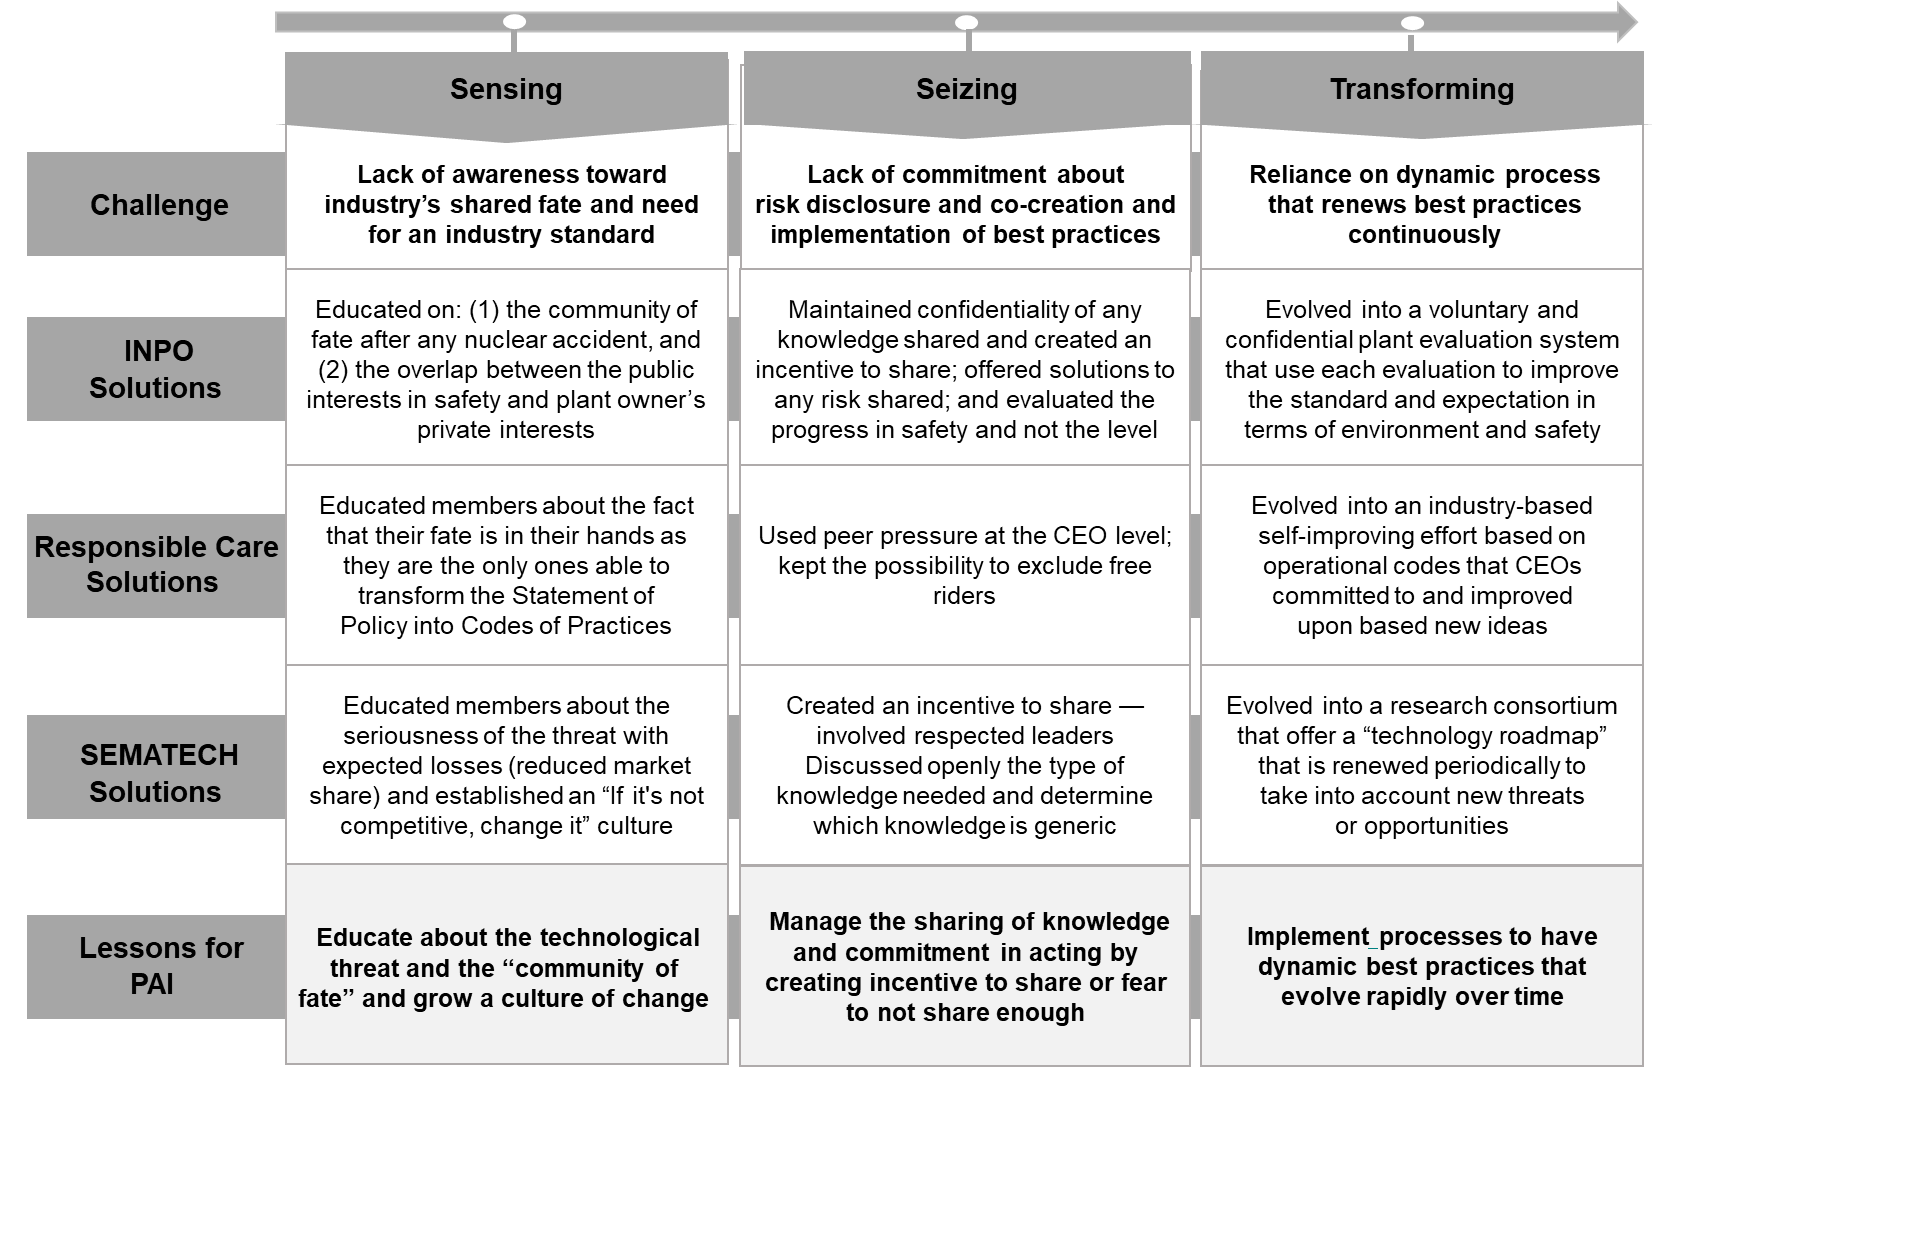 Sensing
Seizing
Transforming
Challenge
Lack of awareness toward
industry’s shared fate and need
for an industry standard
Lack of commitment about
risk disclosure and co-creation and
implementation of best practices
Reliance on dynamic process
that renews best practices
continuously
INPO
Solutions
Educated on: (1) the community of
fate after any nuclear accident, and
(2) the overlap between the public
interests in safety and plant owner’s
private interests
Maintained confidentiality of any
knowledge shared and created an
incentive to share; offered solutions to
any risk shared; and evaluated the
progress in safety and not the level
Evolved into a voluntary and
confidential plant evaluation system
that use each evaluation to improve
the standard and expectation in
terms of environment and safety
Responsible Care
Solutions
Educated members about the fact
that their fate is in their hands as
they are the only ones able to
transform the Statement of
Policy into Codes of Practices
Used peer pressure at the CEO level;
kept the possibility to exclude free
riders
Evolved into an industry-based
self-improving effort based on
operational codes that CEOs
committed to and improved
upon based new ideas
SEMATECH
Solutions
Educated members about the
seriousness of the threat with
expected losses (reduced market
share) and established an “If it's not
competitive, change it” culture
Created an incentive to share —
involved respected leaders
Discussed openly the type of
knowledge needed and determine
which knowledge is generic
Evolved into a research consortium
that offer a “technology roadmap”
that is renewed periodically to
take into account new threats
or opportunities
Lessons for
PAI
Educate about the technological
threat and the “community of
fate” and grow a culture of change
Manage the sharing of knowledge
and commitment in acting by
creating incentive to share or fear
to not share enough
Implement processes to have
dynamic best practices that
evolve rapidly over time